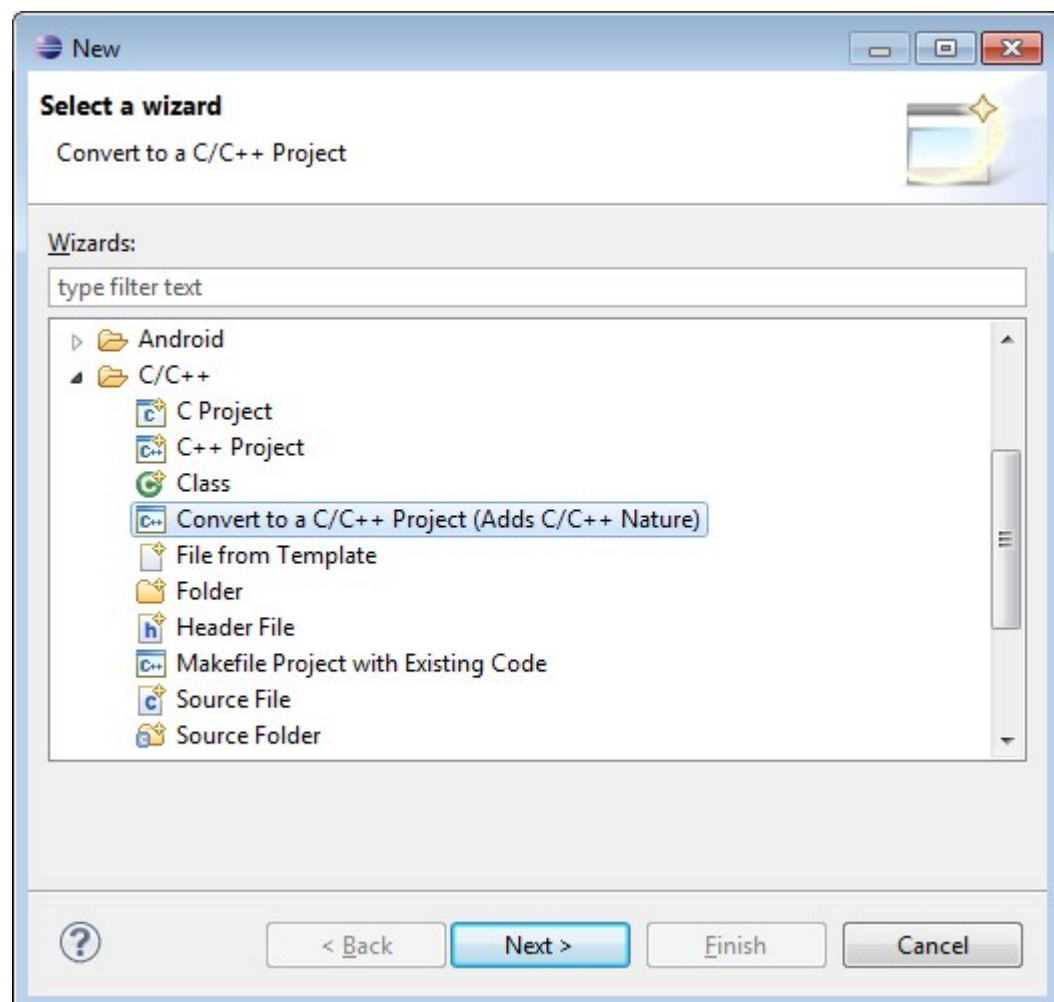 New
Select a wizard
Convert to a C/C++ Project
Wizards:
type filter text
Android
C/C++
C Project
C++ Project
Class
Convert to a C/C++ Project (Adds C/C++ Nature)
File from Template
Folder
Header File
Makefile Project with Existing Code
Source File
Source Folder
< Back Next > Finish Cancel